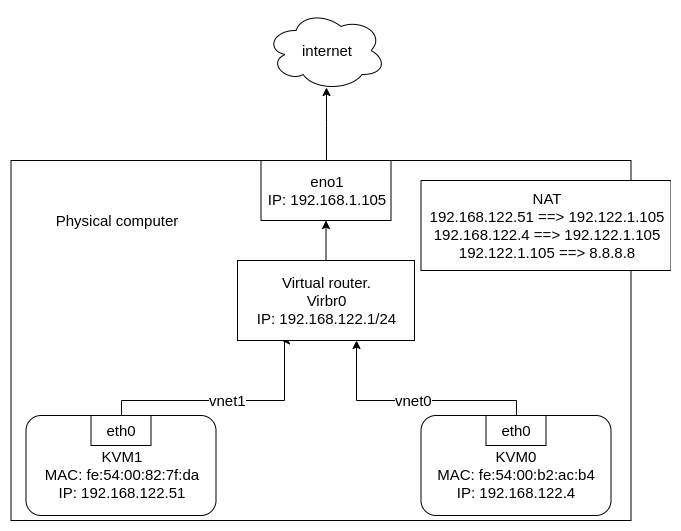 internet
eno1
IP: 192.168.1.105
Physical computer
NAT
192.168.122.51 ==> 192.122.1.105
192.168.122.4 ==> 192.122.1.105
192.122.1.105 ==> 8.8.8.8
Virtual router.
Virbr0
IP: 192.168.122.1/24
vnet1
vnet0
eth0
KVM1
MAC: fe:54:00:82:7f:da
IP: 192.168.122.51
eth0
KVM0
MAC: fe:54:00:b2:ac:b4
IP: 192.168.122.4